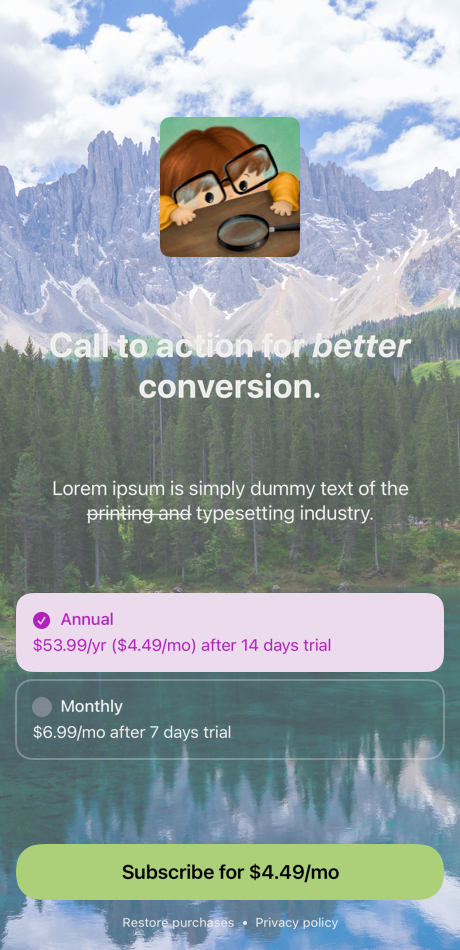 Call to action for better
conversion.
Lorem ipsum is simply dummy text of the
printing and typesetting industry.
Annual
$53.99/yr ($4.49/mo) after 14 days trial
Monthly
$6.99/mo after 7 days trial
Subscribe for $4.49/mo
Restore purchases • Privacy policy